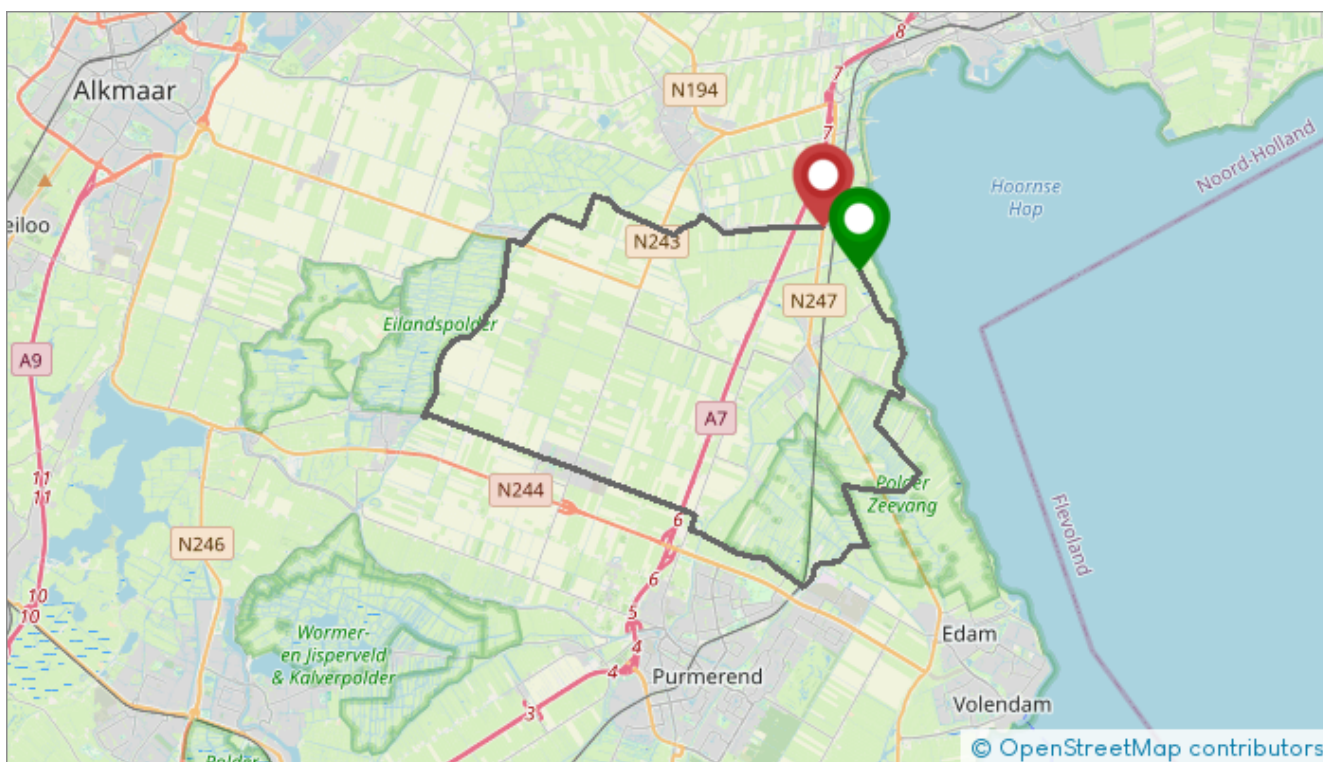 8
7
Alkmaar
N194
7
Noord-Holland
Hoornse
Hop
eiloo
N243
N247
Eilandspolder
A9
A7
11
11
N244
Polder
Zeevang
6
Flevoland
N246
6
10
10
5
Edam
Wormer-
en Jisperveld
& Kalverpolder
4
4
Purmerend
3
Volendam
© OpenStreetMap contributors
Polder